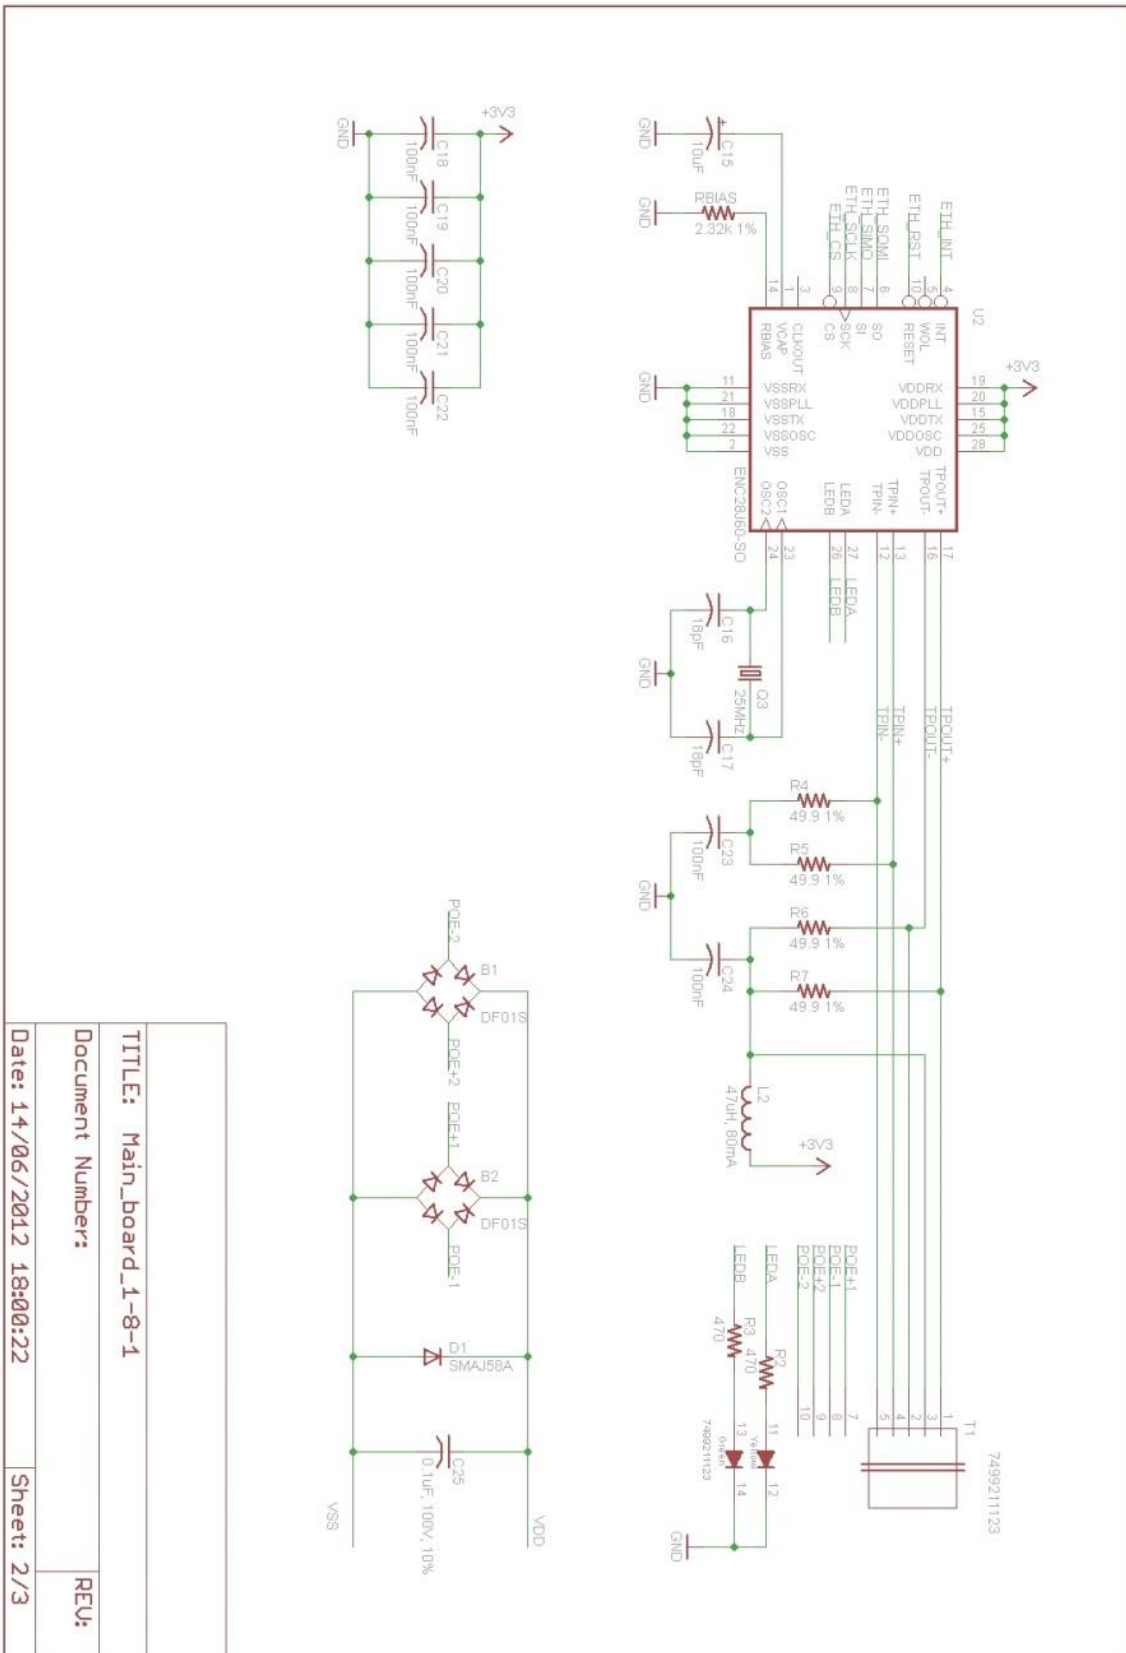 +3V3
GND
C18
100nF
C19
100nF
C20
100nF
C21
100nF
C22
100nF
GND
C15
10uF
GND
RBIAS
2.32k 1%
ETH_INT
ETH_RST
ETH_SOMI
ETH_SIMO
ETH_SCLK
ETH_CS
U2
4
INT
5
WOL
10
RESET
6
SO
7
SI
8
SCK
9
CS
3
CLKOUT
1
VCAP
14
RBIAS
+3V3
19
VDDRX
20
VDDPLL
15
VDDTX
25
VDDOSC
28
VDD
GND
11
VSSRX
21
VSSPLL
18
VSSTX
22
VSSOSC
2
VSS
TPOUT+
17
TPOUT-
16
TPIN+
13
TPIN-
12
LEDA
27
LEDB
26
OSC1
23
OSC2
24
ENC28J60-SO
LEDA
LEDB
C16
18pF
Q3
25MHz
C17
18pF
GND
TPOUT+
TPOUT-
TPIN+
TPIN-
R4
49.9 1%
R5
49.9 1%
R6
49.9 1%
R7
49.9 1%
C23
100nF
GND
C24
100nF
L2
47uH, 80mA
+3V3
POE+1
POE-1
POE+2
POE-2
7
8
9
10
LEDA
LEDB
R3
470
R2
470
11
Yellow
12
13
Green
14
7499211123
GND
T1
1
3
2
4
5
7499211123
POE-2
B1
DF01S
POE+2
POE+1
B2
DF01S
POE-1
D1
SMAJ58A
C25
0.1uF, 100V, 10%
VDD
VSS
TITLE: Main_board_1-8-1
Document Number:
REV:
Date: 14/06/2012 18:00:22
Sheet: 2/3